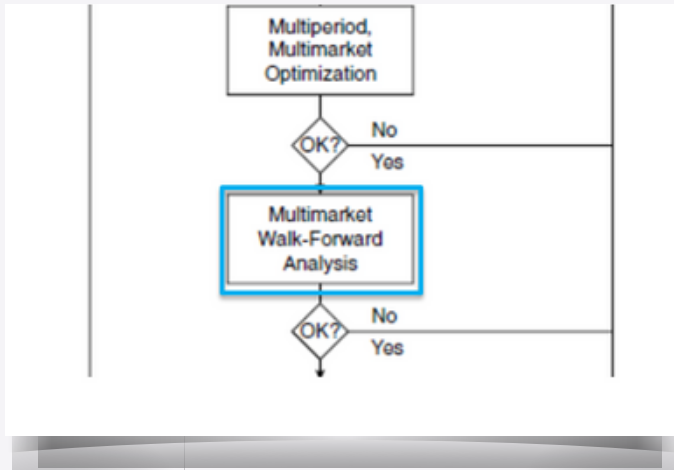 Multiperiod,
Multimarket
Optimization
OK?
No
Yes
Multimarket
Walk-Forward
Analysis
OK?
No
Yes